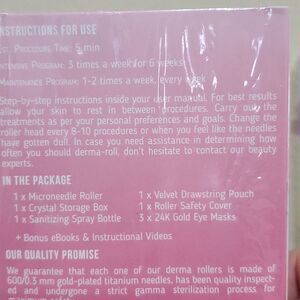 INSTRUCTIONS FOR USE
EST. PROCEDURE TIME: 5 min
INTENSIVE PROGRAM: 3 times a week for 6 weeks
MAINTENANCE PROGRAM: 1-2 times a week, every week
Step-by-step instructions inside your user manual. For best results
allow your skin to rest in between procedures. Carry out the
treatments as per your personal preferences and goals. Change the
roller head every 8-10 procedures or when you feel like the needles
have gotten dull. In case you need assistance in determining how
often you should derma-roll, don't hesitate to contact our beauty
experts.
IN THE PACKAGE
1 x Microneedle Roller
1 x Crystal Storage Box
1 x Sanitizing Spray Bottle
1 x Velvet Drawstring Pouch
1 x Roller Safety Cover
3 x 24K Gold Eye Masks
+ Bonus eBooks & Instructional Videos
OUR QUALITY PROMISE
We guarantee that each one of our derma rollers is made of
600/0.5 mm gold-plated titanium needles, has been quality inspect-
ed and undergone a strict gamma sterilization process for